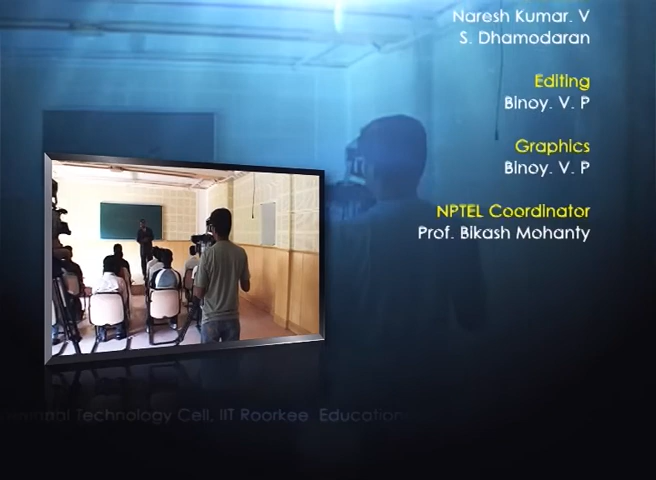 Naresh Kumar. V
S. Dhamodaran
Editing
Binoy. V. P
Graphics
Binoy. V. P
NPTEL Coordinator
Prof. Bikash Mohanty
Technology Cell, IIT Roorkee Education